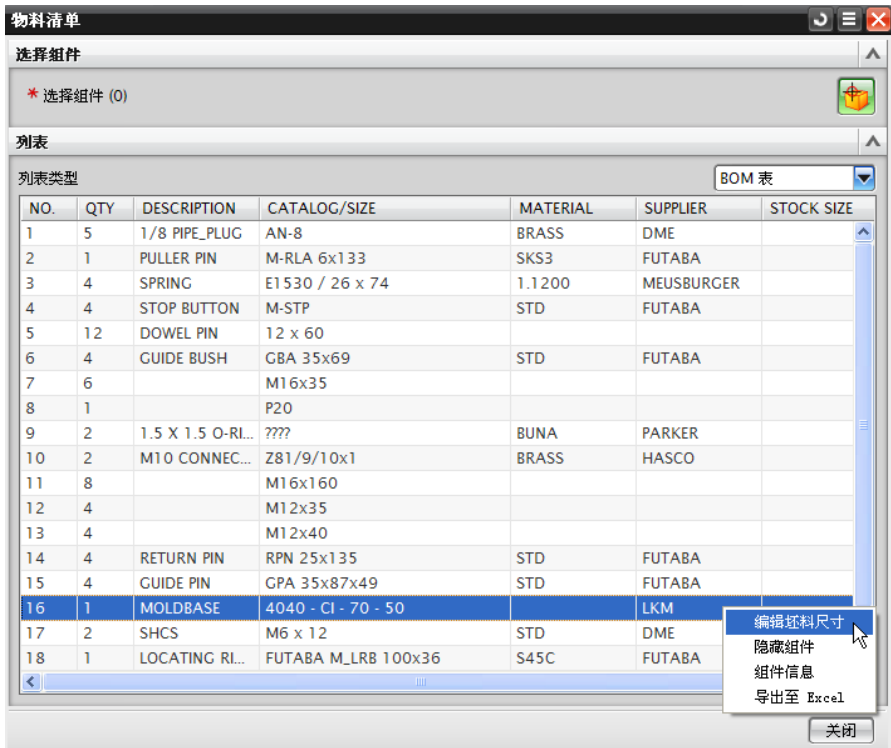 物料清单
选择组件
* 选择组件 (0)
列表
列表类型 BOM 表
NO. QTY DESCRIPTION CATALOG/SIZE MATERIAL SUPPLIER STOCK SIZE
1 5 1/8 PIPE_PLUG AN-8 BRASS DME
2 1 PULLER PIN M-RLA 6x133 SKS3 FUTABA
3 4 SPRING E1530 / 26 x 74 1.1200 MEUSBURGER
4 4 STOP BUTTON M-STP STD FUTABA
5 12 DOWEL PIN 12 x 60
6 4 GUIDE BUSH GBA 35x69 STD FUTABA
7 6 M16x35
8 1 P20
9 2 1.5 X 1.5 O-RI... ???? BUNA PARKER
10 2 M10 CONNEC... Z81/9/10x1 BRASS HASCO
11 8 M16x160
12 4 M12x35
13 4 M12x40
14 4 RETURN PIN RPN 25x135 STD FUTABA
15 4 GUIDE PIN GPA 35x87x49 STD FUTABA
16 1 MOLDBASE 4040 - CI - 70 - 50 LKM
17 2 SHCS M6 x 12 STD DME
18 1 LOCATING RI... FUTABA M_LRB 100x36 S45C FUTABA
编辑坯料尺寸
隐藏组件
组件信息
导出至 Excel
关闭